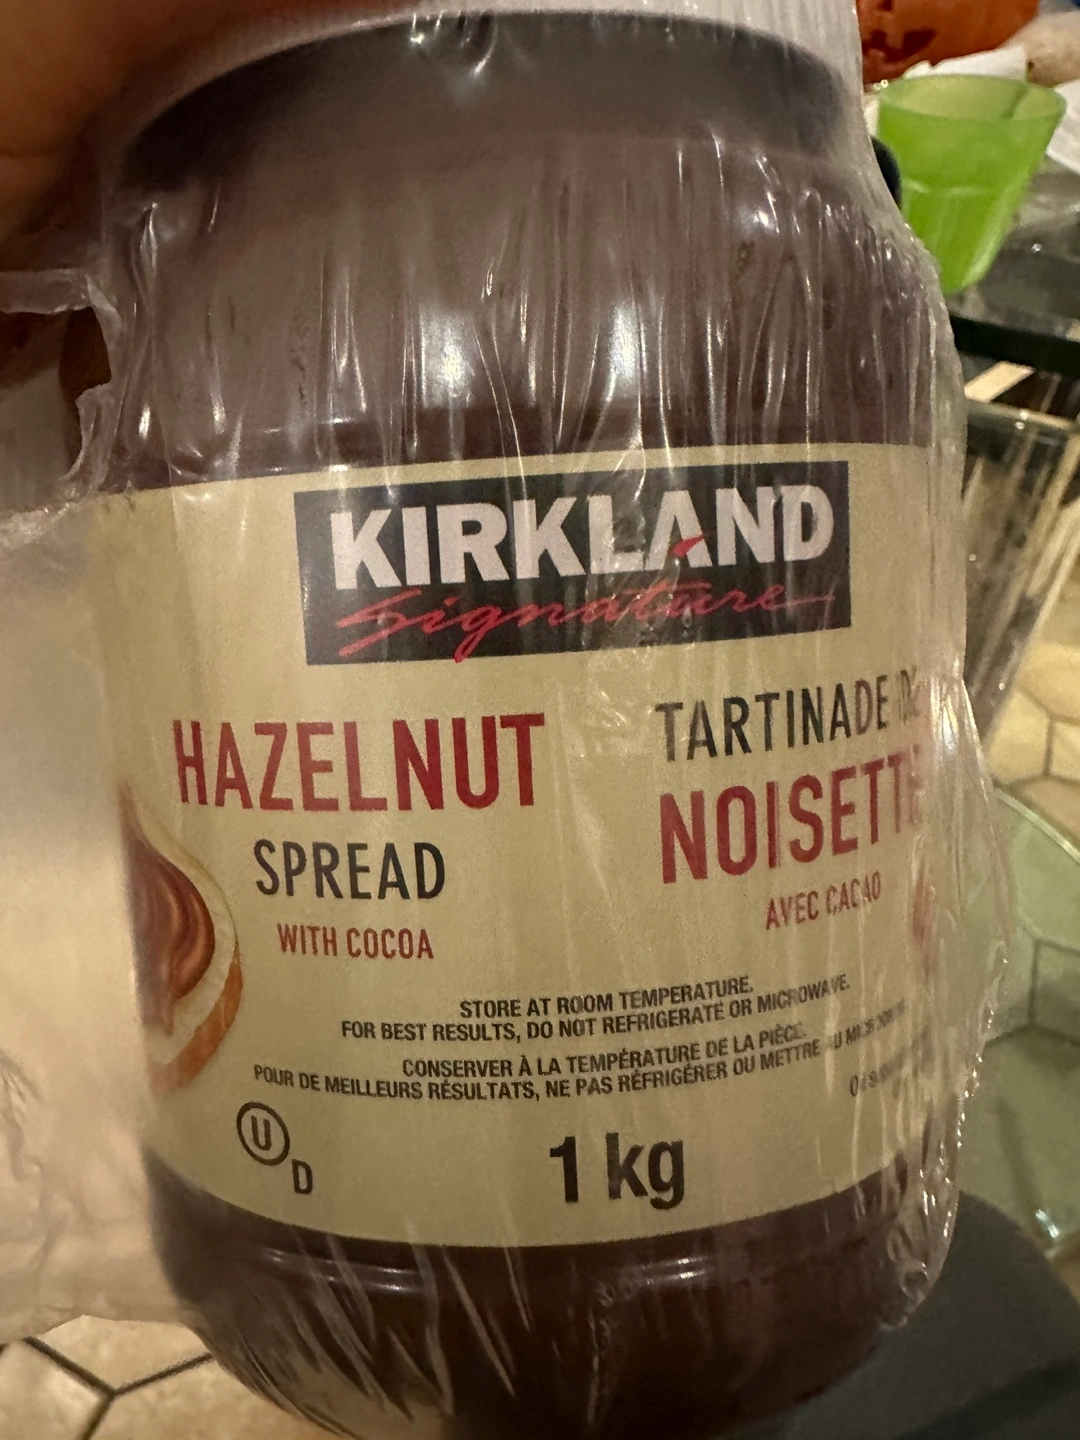 KIRKLAND
Signature
HAZELNUT
SPREAD
WITH COCOA
TARTINADE
NOISETTE
AVEC CACAO
STORE AT ROOM TEMPERATURE.
FOR BEST RESULTS, DO NOT REFRIGERATE OR MICROWAVE.
CONSERVER À LA TEMPÉRATURE DE LA PIÈCE.
POUR DE MEILLEURS RÉSULTATS, NE PAS RÉFRIGÉRER OU METTRE AU
U
D
1 kg